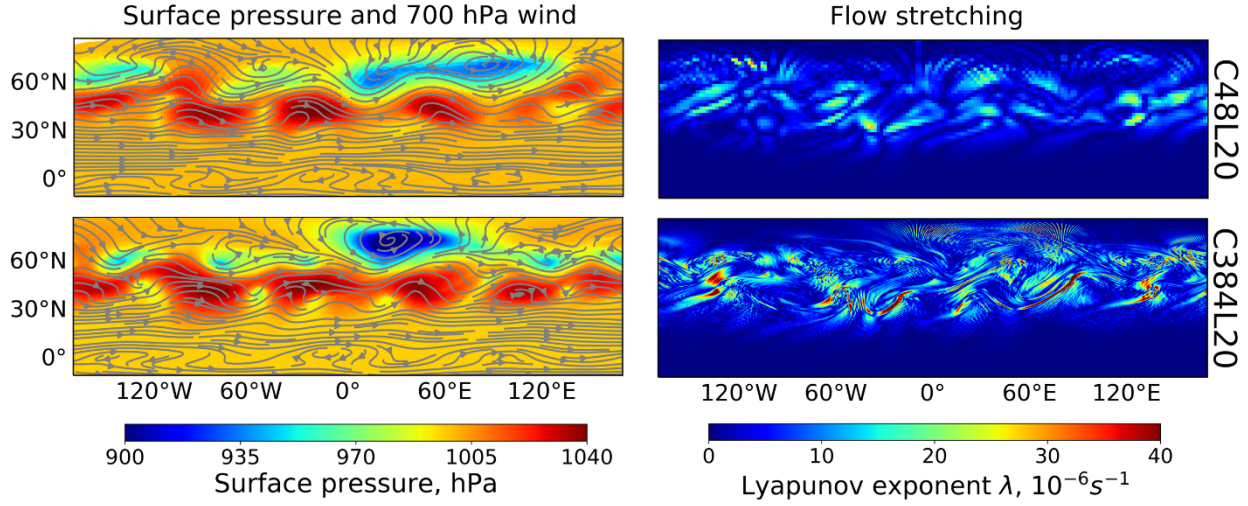 Surface pressure and 700 hPa wind
Flow stretching
60°N
30°N
0°
C48L20
60°N
30°N
0°
C384L20
120°W 60°W 0° 60°E 120°E
120°W 60°W 0° 60°E 120°E
900 935 970 1005 1040
Surface pressure, hPa
0 10 20 30 40
Lyapunov exponent λ, 10⁻⁶s⁻¹